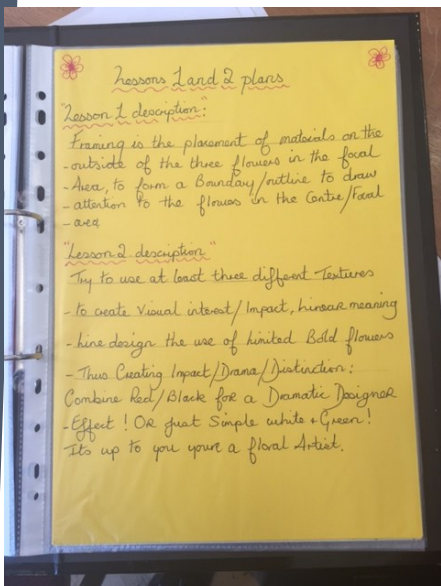 Lessons 1 and 2 plans
"Lesson 1 description:"
Framing is the placement of materials on the
- outside of the three flowers in the focal
- Area, to form a Boundary/outline to draw
- attention to the flowers in the Centre/Focal
- area
"Lesson 2 description"
Try to use at least three different Textures
- to create Visual interest/Impact, Linear meaning
- Line design the use of Limited Bold flowers
- Thus Creating Impact/Drama/Distinction:
Combine Red/Black for a Dramatic Designer
- Effect! OR Just Simple white + Green!
Its up to you youre a floral Artist.